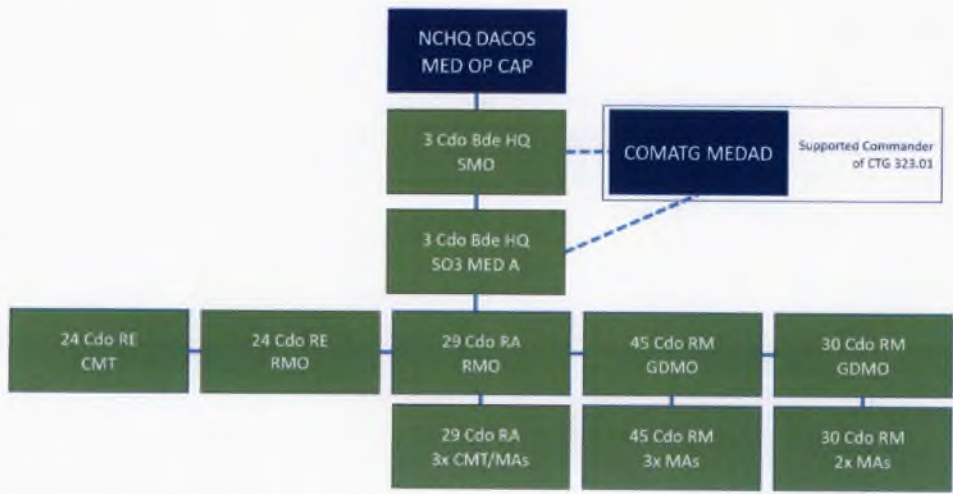 NCHQ DACOS
MED OP CAP
3 Cdo Bde HQ
SMO
COMATG MEDAD
Supported Commander
of CTG 323.01
3 Cdo Bde HQ
SO3 MED A
24 Cdo RE
CMT
24 Cdo RE
RMO
29 Cdo RA
RMO
45 Cdo RM
GDMO
30 Cdo RM
GDMO
29 Cdo RA
3x CMT/MAs
45 Cdo RM
3x MAs
30 Cdo RM
2x MAs